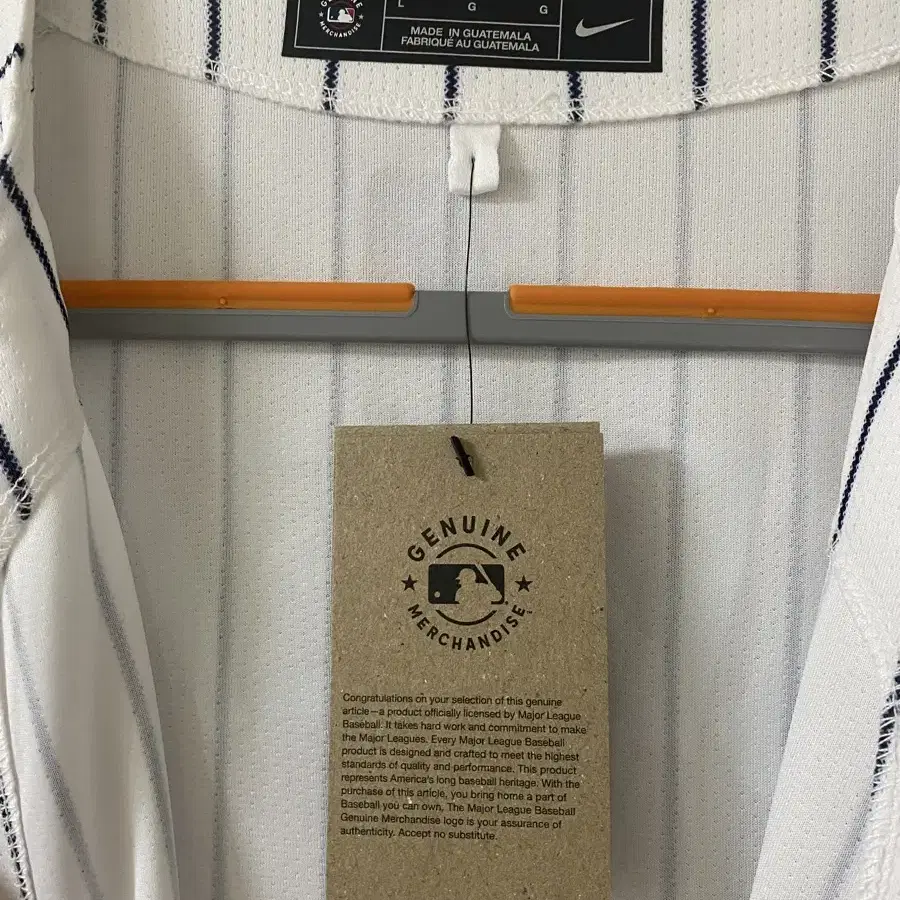 MERCHANDISE
L G G
MADE IN GUATEMALA
FABRIQUÉ AU GUATEMALA
GENUINE
MERCHANDISE
Congratulations on your selection of this genuine
article—a product officially licensed by Major League
Baseball. It takes hard work and commitment to make
the Major Leagues. Every Major League Baseball
product is designed and crafted to meet the highest
standards of quality and performance. This product
represents America's long baseball heritage. With the
purchase of this article, you bring home a part of
Baseball you can own. The Major League Baseball
Genuine Merchandise logo is your assurance of
authenticity. Accept no substitute.